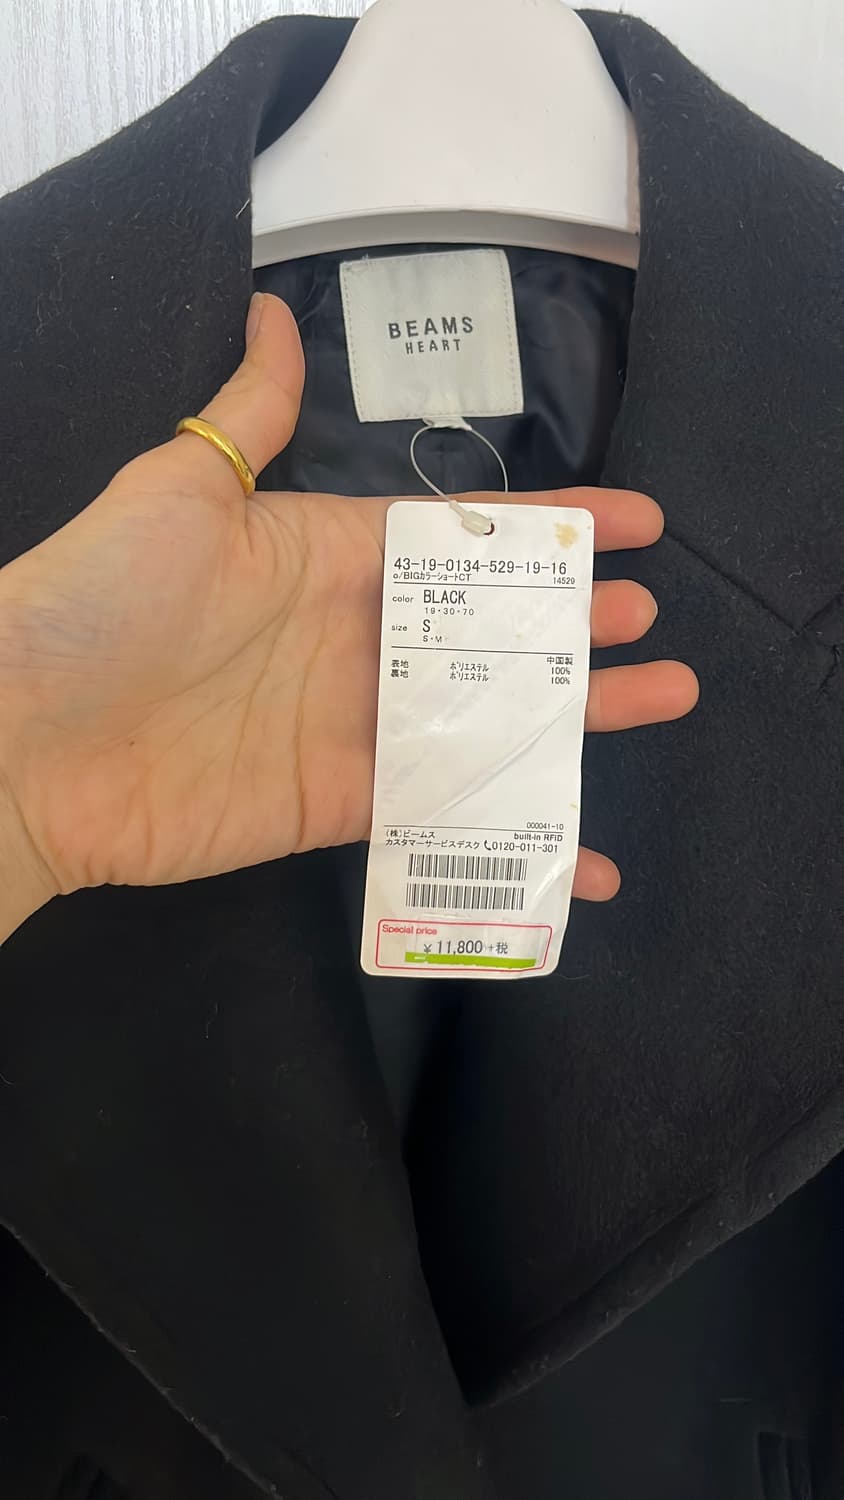 BEAMS
HEART
43-19-0134-529-19-16
o/BIGカラーショートCT 14529
color BLACK
19・30・70
size S
S・M
中国製
表地 ポリエステル 100%
裏地 ポリエステル 100%
000041-10
(株)ビームス built-in RFID
カスタマーサービスデスク 0120-011-301
Special price
¥11,800+税